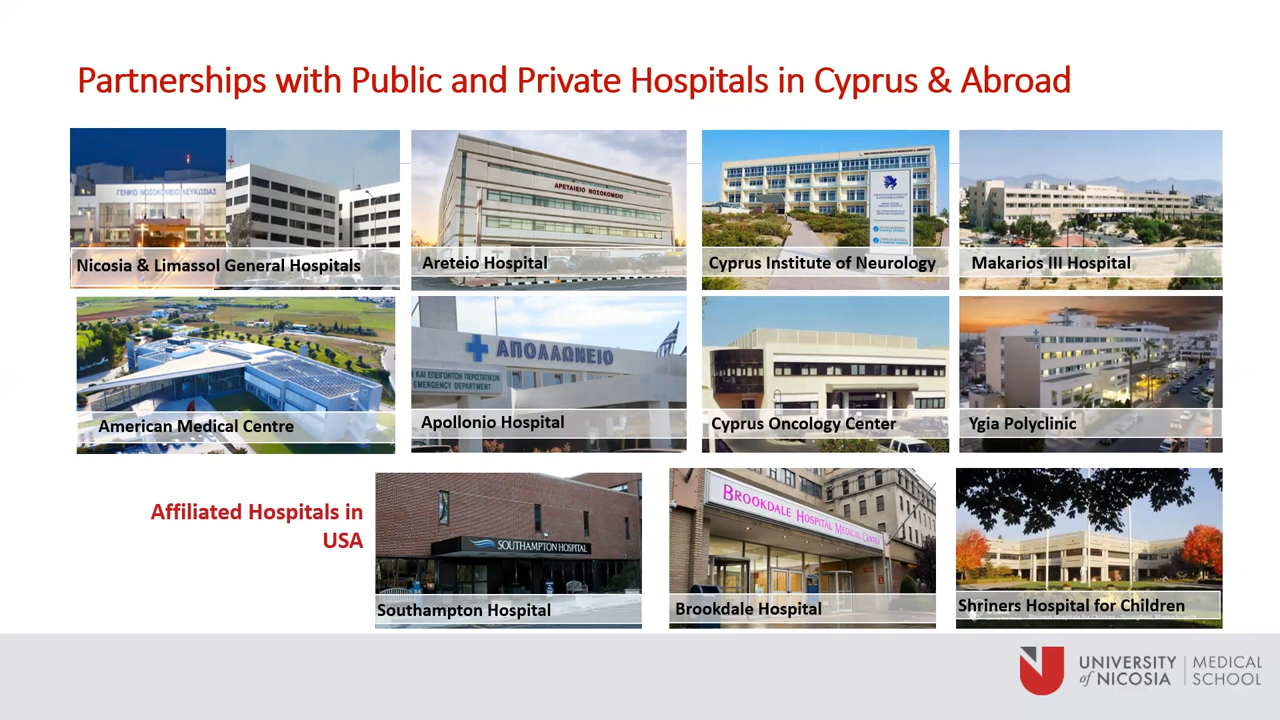 Partnerships with Public and Private Hospitals in Cyprus & Abroad
ΓΕΝΙΚΟ ΝΟΣΟΚΟΜΕΙΟ ΛΕΥΚΩΣΙΑΣ
Nicosia & Limassol General Hospitals
ΑΡΕΤΑΙΕΙΟ ΝΟΣΟΚΟΜΕΙΟ
Areteio Hospital
Cyprus Institute of Neurology
Makarios III Hospital
American Medical Centre
ΑΠΟΛΛΩΝΕΙΟ
ΚΑΙ ΕΠΕΙΓΟΝΤΩΝ ΠΕΡΙΣΤΑΤΙΚΩΝ
EMERGENCY DEPARTMENT
Apollonio Hospital
Cyprus Oncology Center
Ygia Polyclinic
Affiliated Hospitals in
USA
SOUTHAMPTON HOSPITAL
Southampton Hospital
BROOKDALE HOSPITAL MEDICAL CENTER
Brookdale Hospital
Shriners Hospital for Children
UNIVERSITY
of NICOSIA
MEDICAL
SCHOOL